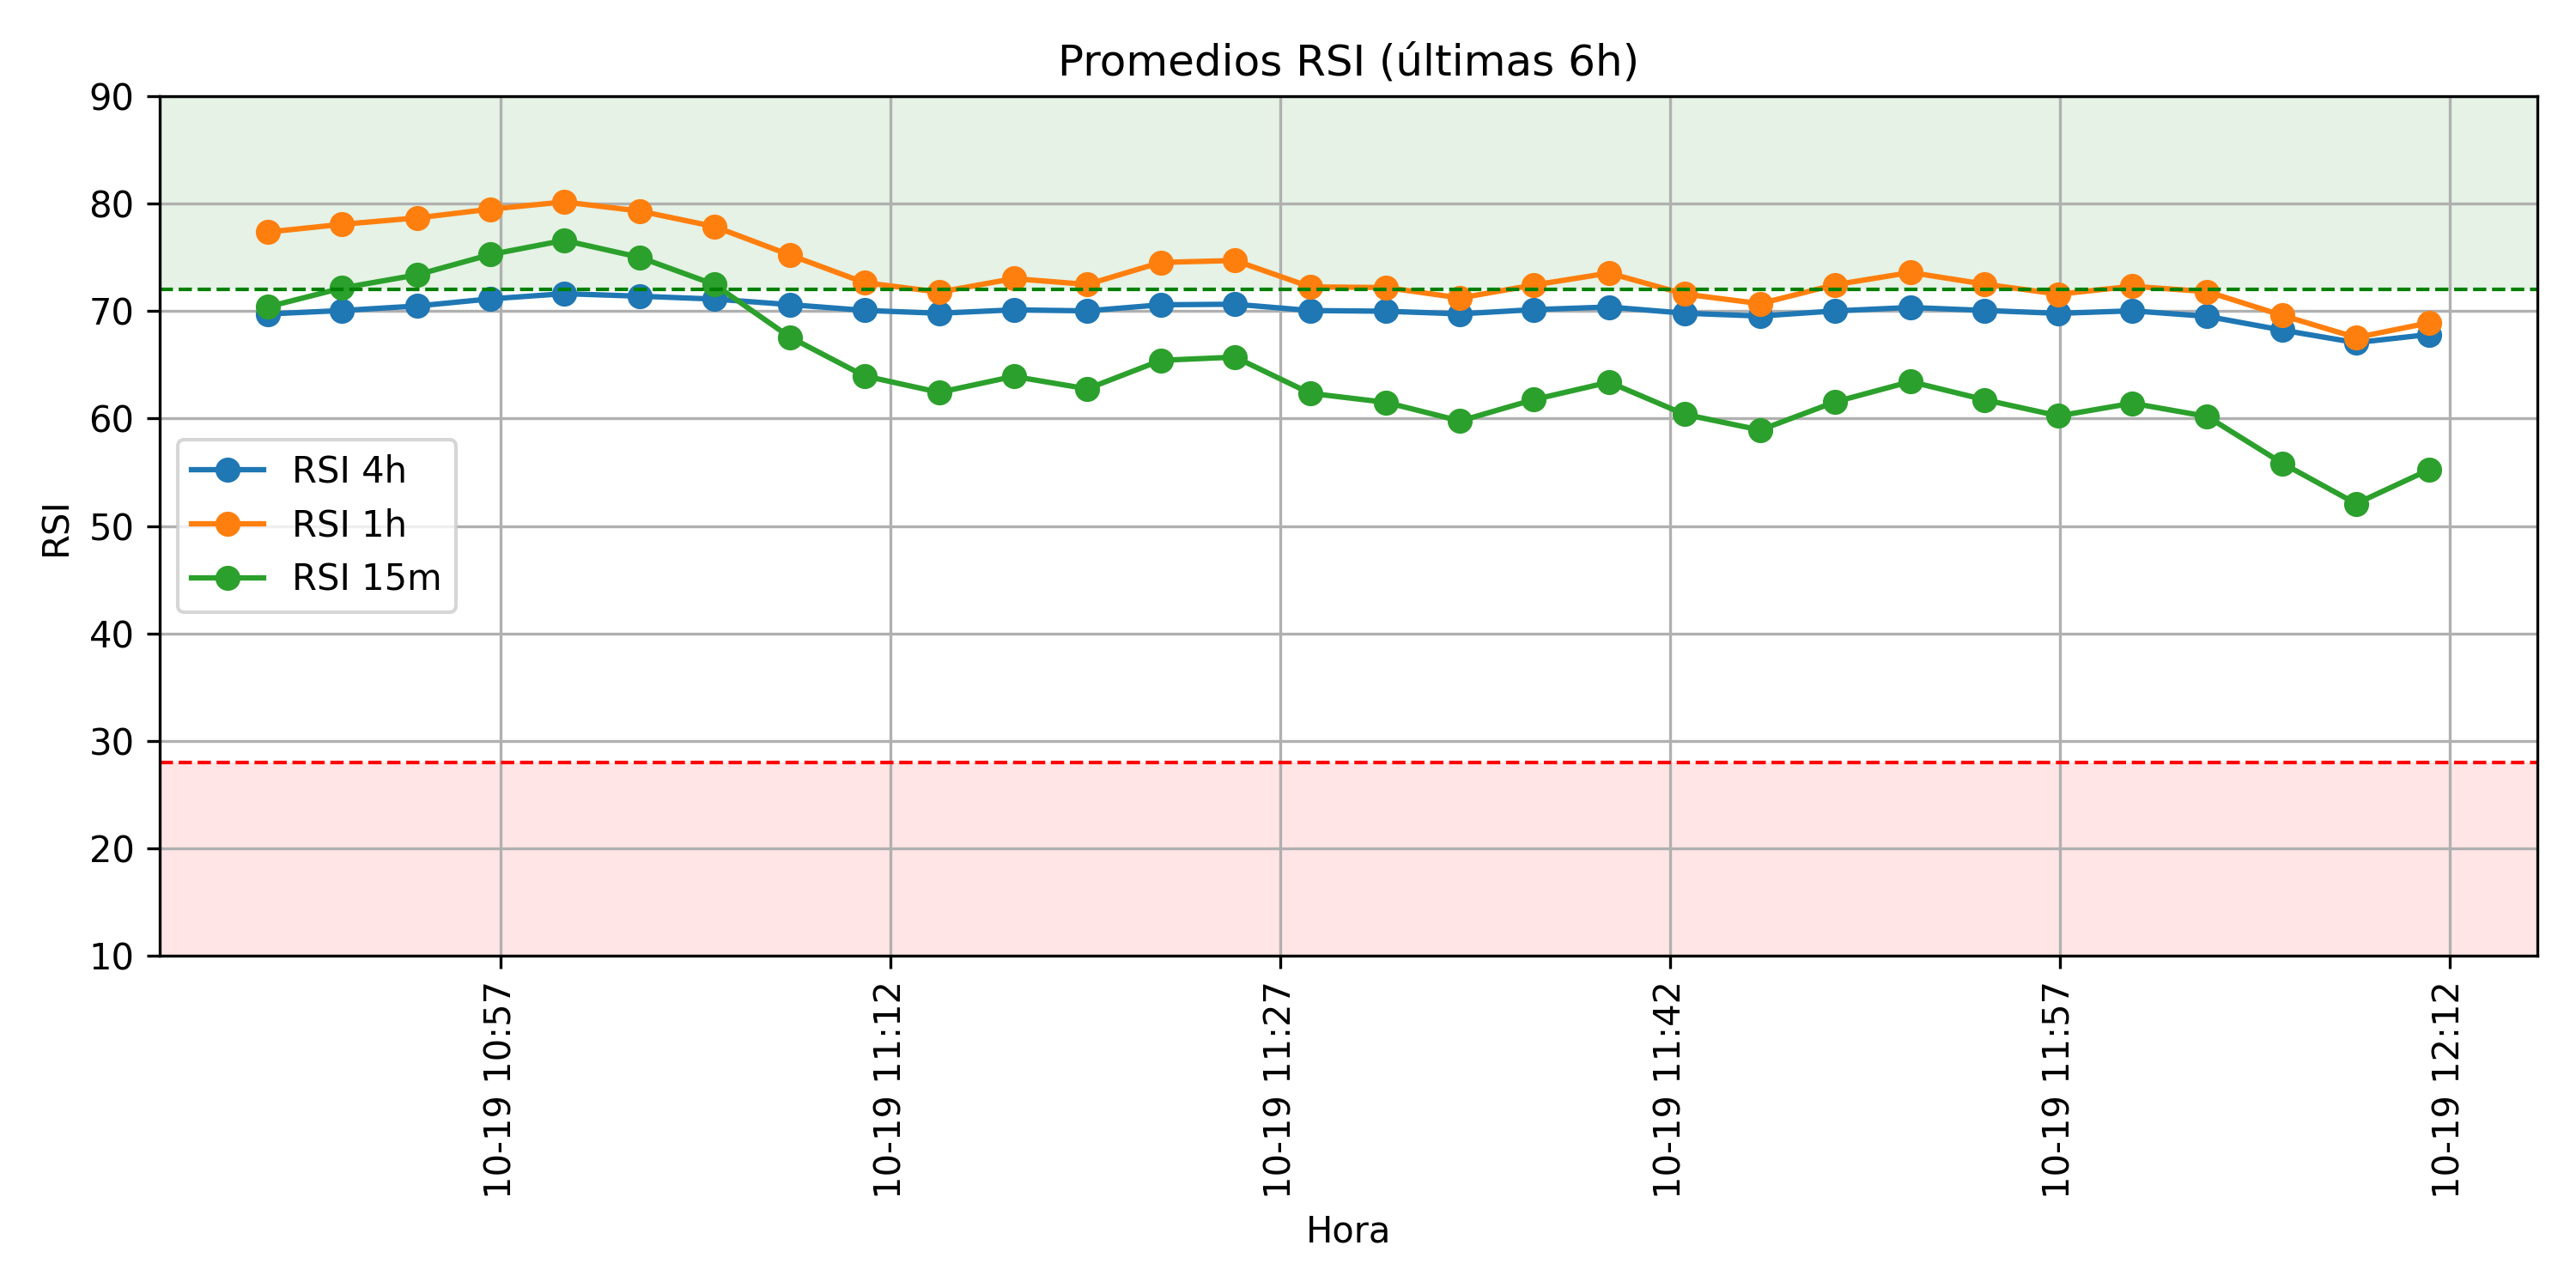 Promedios RSI (últimas 6h)
RSI
90
80
70
60
50
40
30
20
10
RSI 4h
RSI 1h
RSI 15m
10-19 10:57
10-19 11:12
10-19 11:27
10-19 11:42
10-19 11:57
10-19 12:12
Hora